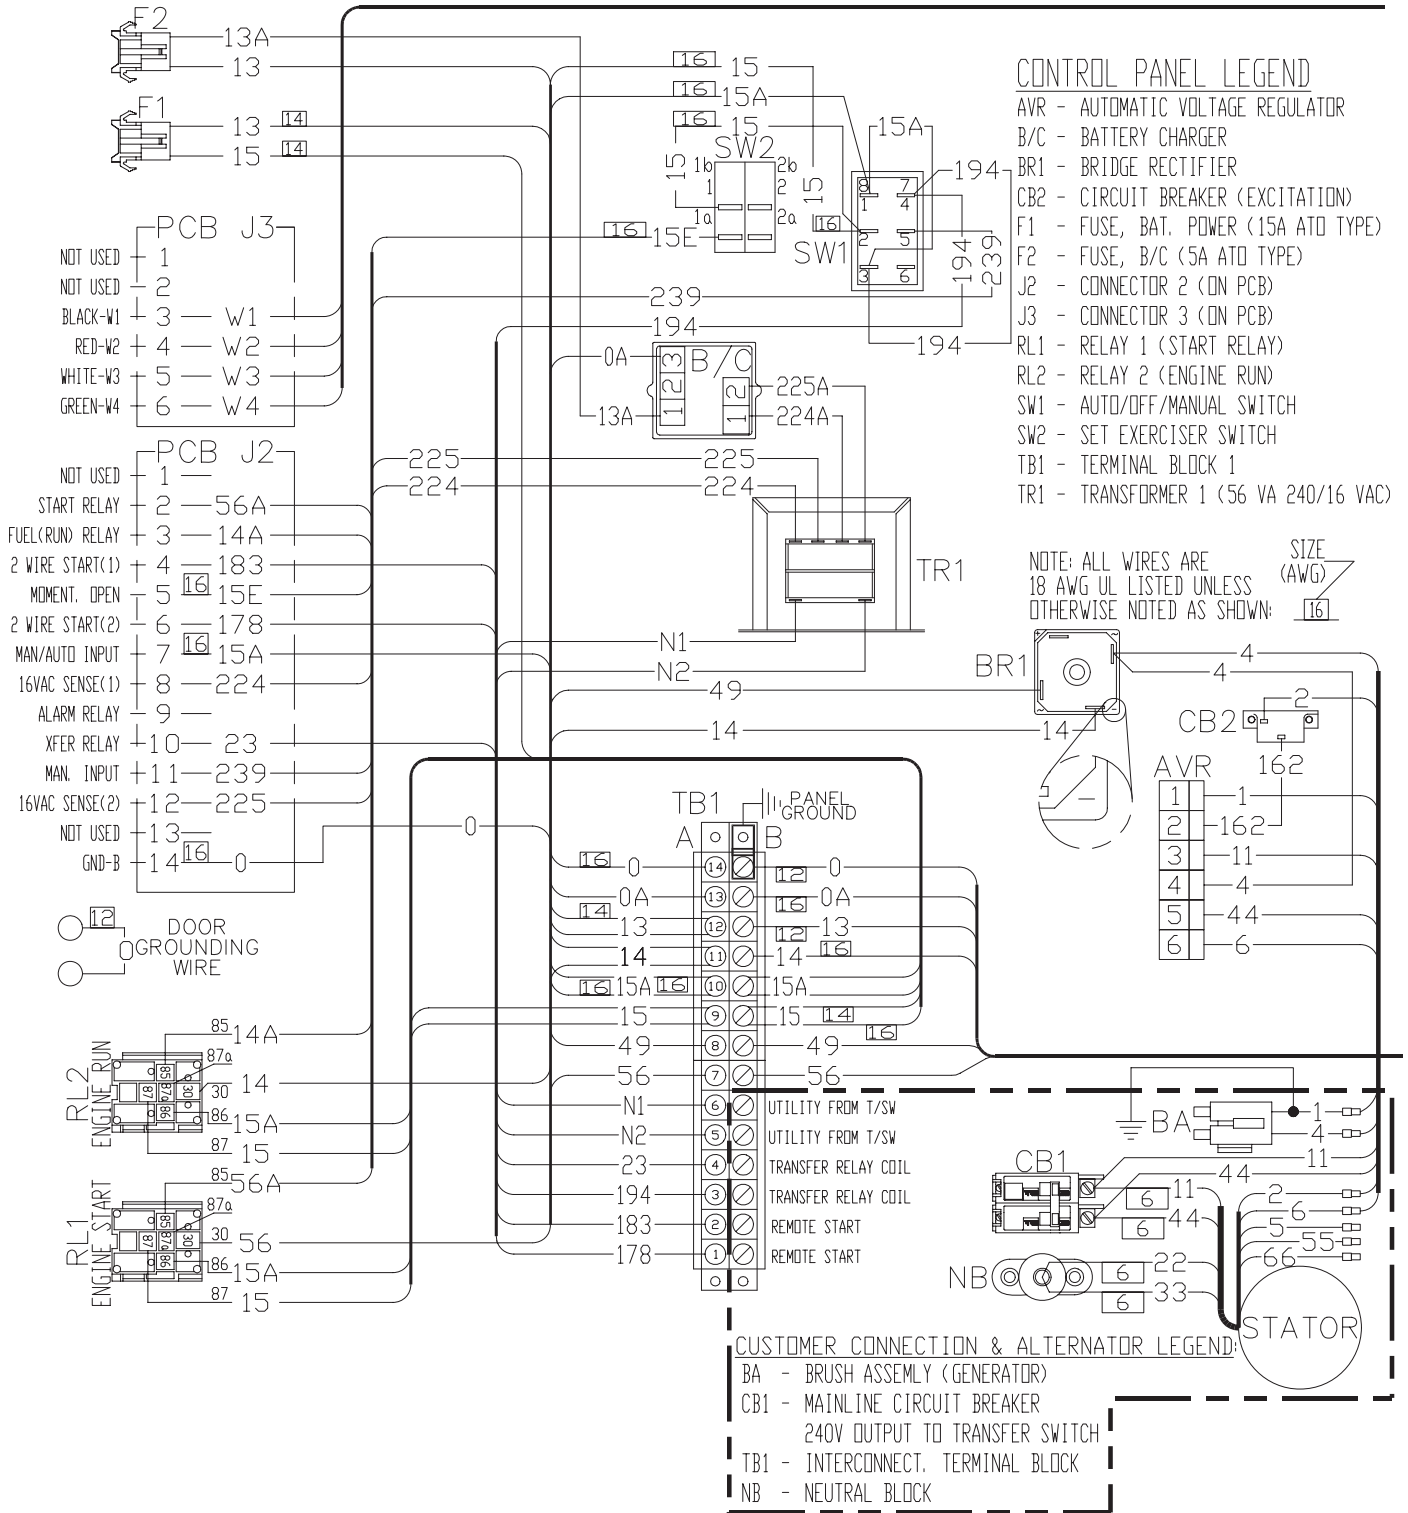 F2
13A
13
F1
13 14
15 14
16 15
16 15A
16 15
15
15
SW2
1b 2b
1 2
1a 2a
16 15E
SW1
15A
194
8 7
1 4
16
2 5
3 6
194
239
239
194
194
CONTROL PANEL LEGEND
AVR - AUTOMATIC VOLTAGE REGULATOR
B/C - BATTERY CHARGER
BR1 - BRIDGE RECTIFIER
CB2 - CIRCUIT BREAKER (EXCITATION)
F1 - FUSE, BAT. POWER (15A ATO TYPE)
F2 - FUSE, B/C (5A ATO TYPE)
J2 - CONNECTOR 2 (ON PCB)
J3 - CONNECTOR 3 (ON PCB)
RL1 - RELAY 1 (START RELAY)
RL2 - RELAY 2 (ENGINE RUN)
SW1 - AUTO/OFF/MANUAL SWITCH
SW2 - SET EXERCISER SWITCH
TB1 - TERMINAL BLOCK 1
TR1 - TRANSFORMER 1 (56 VA 240/16 VAC)
PCB J3
NOT USED 1
NOT USED 2
BLACK-W1 3 W1
RED-W2 4 W2
WHITE-W3 5 W3
GREEN-W4 6 W4
0A
13A
B/C
3
2
1
2
1
225A
224A
225 225
224 224
TR1
N1
N2
PCB J2
NOT USED 1
START RELAY 2 56A
FUEL(RUN) RELAY 3 14A
2 WIRE START(1) 4 183
MOMENT. OPEN 5 16 15E
2 WIRE START(2) 6 178
MAN/AUTO INPUT 7 16 15A
16VAC SENSE(1) 8 224
ALARM RELAY 9
XFER RELAY 10 23
MAN. INPUT 11 239
16VAC SENSE(2) 12 225
NOT USED 13
GND-B 14 16 0
0
NOTE: ALL WIRES ARE
18 AWG UL LISTED UNLESS
OTHERWISE NOTED AS SHOWN:
SIZE
(AWG)
16
BR1
49
14 14
4
4
CB2
2
162
AVR
1 1
2 162
3 11
4 4
5 44
6 6
12
0
DOOR
GROUNDING
WIRE
TB1
PANEL
GROUND
A B
16 0 14 12 0
0A 13 16 0A
14 13 12 12 13
14 11 14 16
16 15A 16 10 15A
15 9 15 14
16
49 8 49
56 7 56
N1 6 UTILITY FROM T/SW
N2 5 UTILITY FROM T/SW
23 4 TRANSFER RELAY COIL
194 3 TRANSFER RELAY COIL
183 2 REMOTE START
178 1 REMOTE START
RL2
ENGINE RUN
85 14A
87a
30 14
86 15A
87 15
85
87 87a 30
86
RL1
ENGINE START
85 56A
87a
30 56
86 15A
87 15
85
87 87a 30
86
BA
1
4
11
44
CB1
11 6
44 6
2
6
5
55
66
NB
6 22
6 33
STATOR
CUSTOMER CONNECTION & ALTERNATOR LEGEND:
BA - BRUSH ASSEMLY (GENERATOR)
CB1 - MAINLINE CIRCUIT BREAKER
240V OUTPUT TO TRANSFER SWITCH
TB1 - INTERCONNECT. TERMINAL BLOCK
NB - NEUTRAL BLOCK